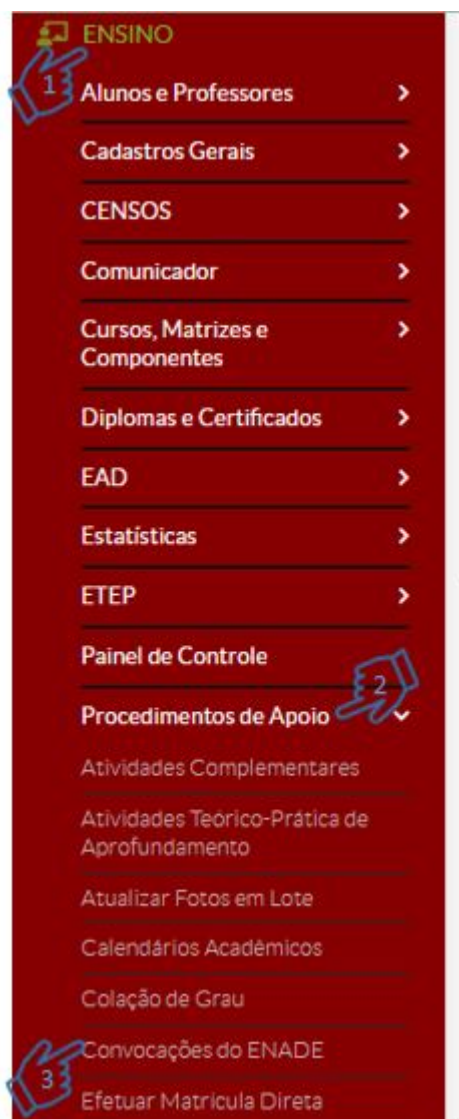 ENSINO
1
Alunos e Professores
Cadastros Gerais
CENSOS
Comunicador
Cursos, Matrizes e
Componentes
Diplomas e Certificados
EAD
Estatísticas
ETEP
Painel de Controle
2
Procedimentos de Apoio
Atividades Complementares
Atividades Teórico-Prática de
Aprofundamento
Atualizar Fotos em Lote
Calendários Acadêmicos
Colação de Grau
Convocações do ENADE
3
Efetuar Matrícula Direta